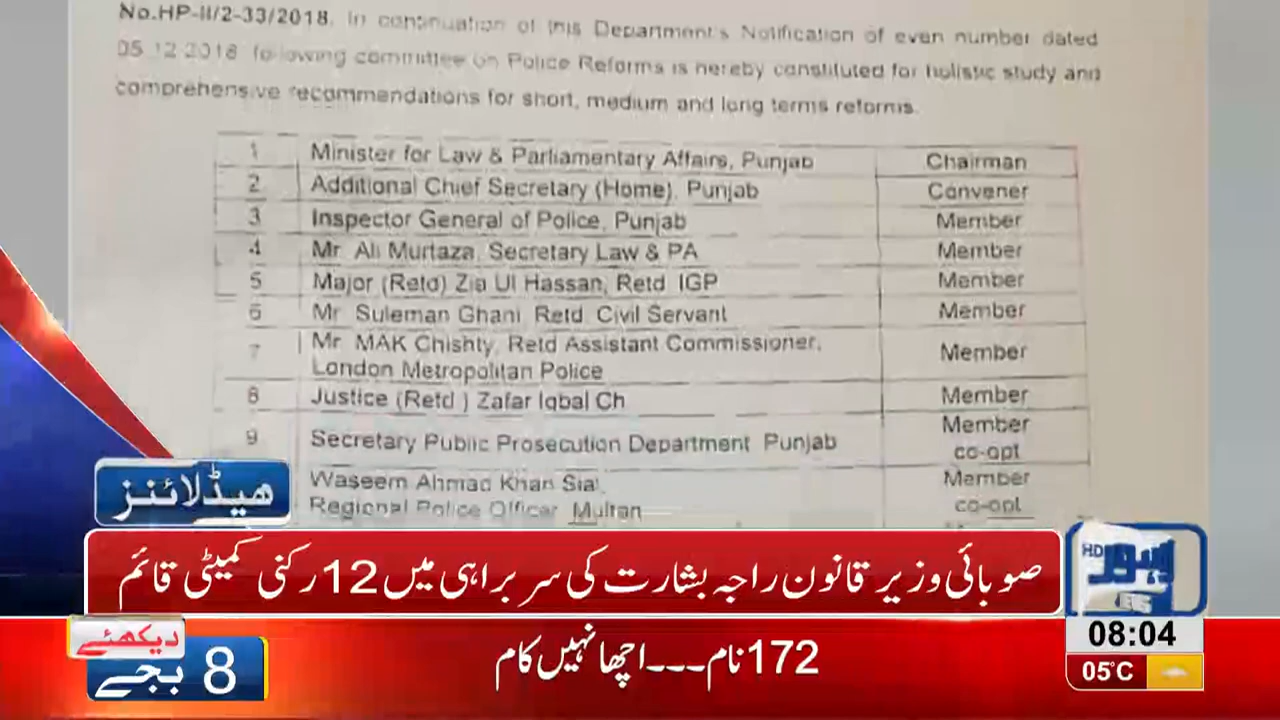 No.HP-II/2-33/2018. In continuation of this Department's Notification of even number dated
05.12.2018 following committee on Police Reforms is hereby constituted for holistic study and
comprehensive recommendations for short, medium and long terms reforms.
1 Minister for Law & Parliamentary Affairs, Punjab Chairman
2 Additional Chief Secretary (Home), Punjab Convener
3 Inspector General of Police, Punjab Member
4 Mr. Ali Murtaza, Secretary Law & PA Member
5 Major (Retd) Zia Ul Hassan, Retd IGP Member
6 Mr. Suleman Ghani, Retd. Civil Servant Member
7 Mr. MAK Chishty, Retd Assistant Commissioner, Member
London Metropolitan Police
8 Justice (Retd.) Zafar Iqbal Ch Member
9 Secretary Public Prosecution Department Punjab Member
co-opt
Waseem Ahmad Khan Sial, Member
Regional Police Officer, Multan co-opt
ہیڈلائنز
صوبائی وزیر قانون راجہ بشارت کی سربراہی میں 12 رکنی کمیٹی قائم
HD
08:04
05°C
دیکھئے
8 بجے
172 نام۔۔۔اچھا نہیں کام